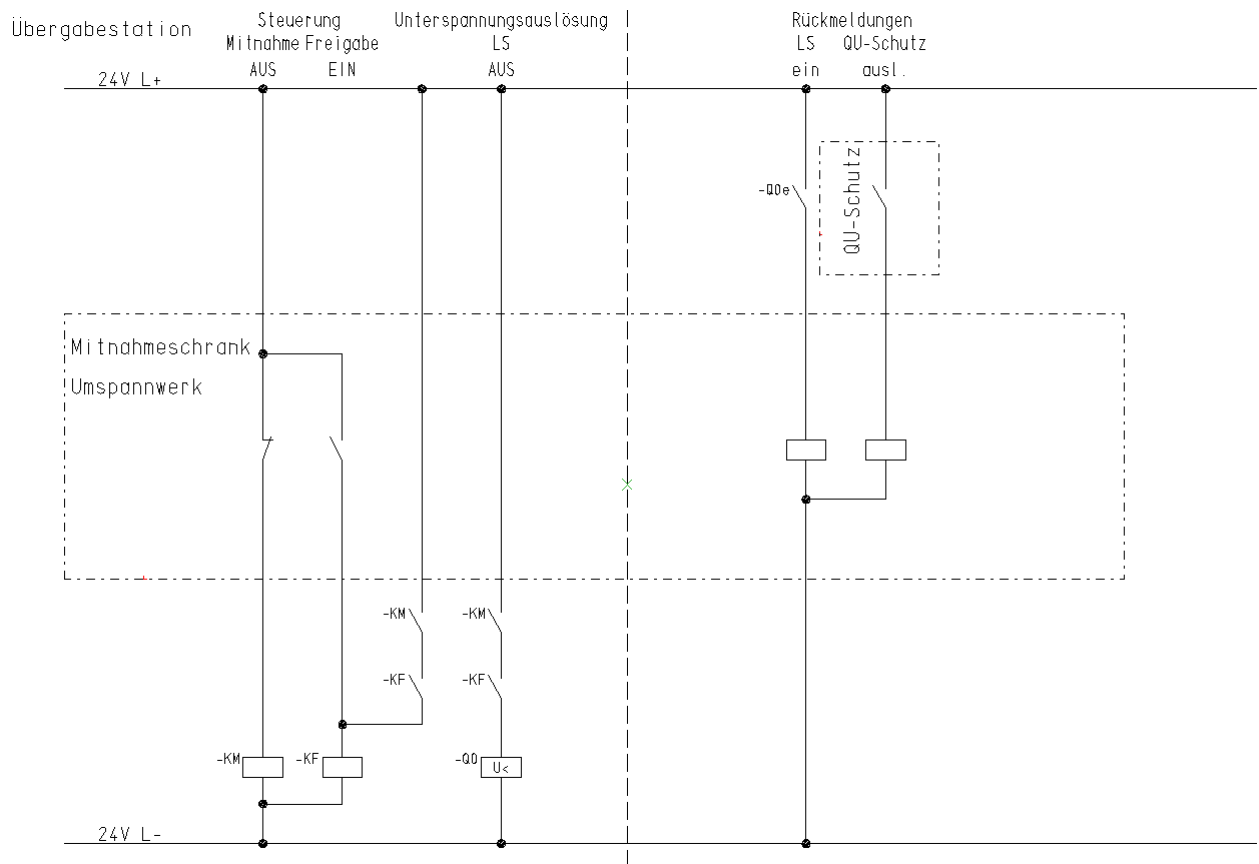 Übergabestation
Steuerung
Mitnahme Freigabe
AUS EIN
Unterspannungsauslösung
LS
AUS
Rückmeldungen
LS QU-Schutz
ein ausl.
24V L+
-Q0e
QU-Schutz
Mitnahmeschrank
Umspannwerk
-KM
-KM
-KF
-KF
-KM
-KF
-Q0
U<
24V L-